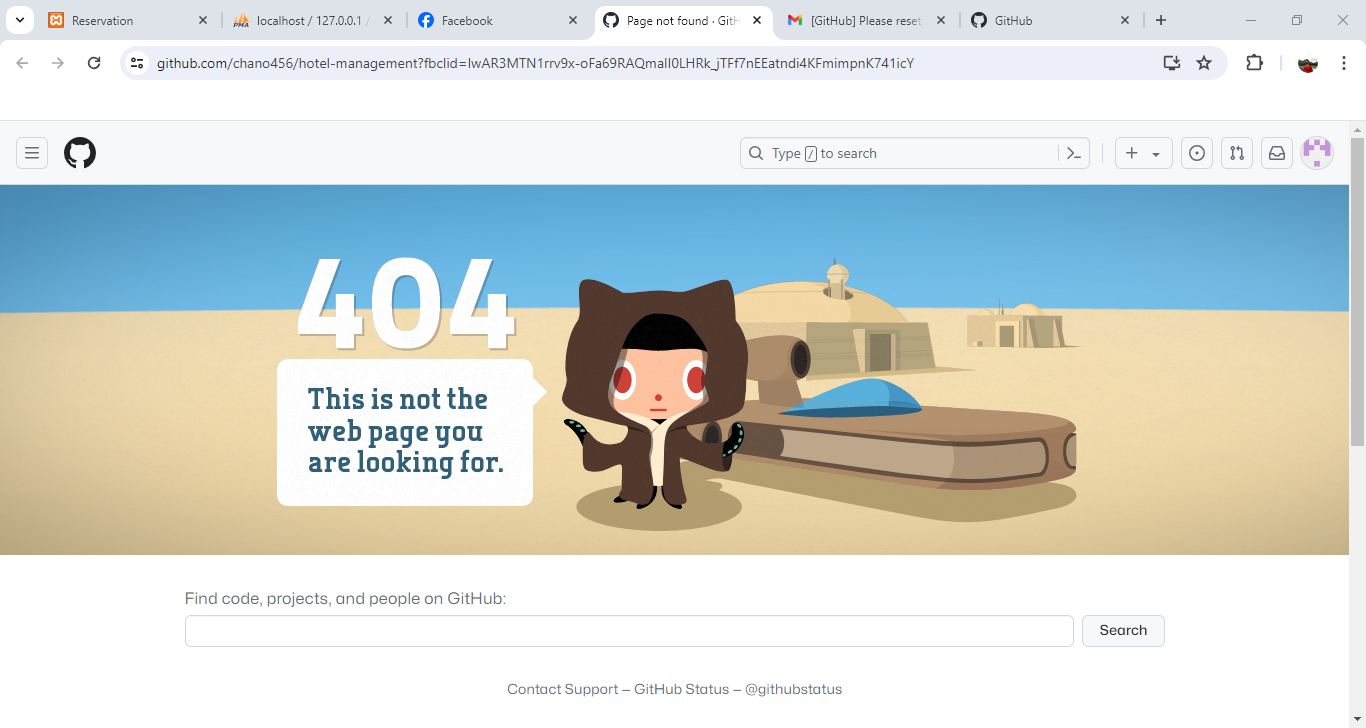 Reservation
localhost / 127.0.0.1 /
Facebook
Page not found · GitH
[GitHub] Please reset
GitHub
github.com/chano456/hotel-management?fbclid=IwAR3MTN1rrv9x-oFa69RAQmaIl0LHRk_jTFf7nEEatndi4KFmimpnK741icY
Type / to search
404
This is not the
web page you
are looking for.
Find code, projects, and people on GitHub:
Search
Contact Support — GitHub Status — @githubstatus